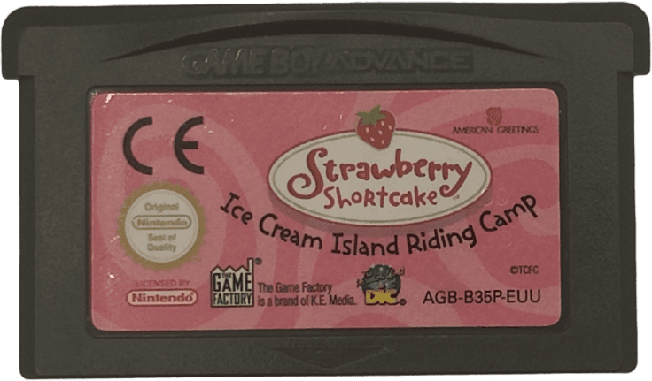 GAME BOY ADVANCE
CE
AMERICAN GREETINGS
Strawberry
Shortcake
Ice Cream Island Riding Camp
Original
Nintendo
Seal of
Quality
©TCFC
LICENSED BY
Nintendo
THE
GAME
FACTORY
The Game Factory
is a brand of K.E. Media.
DIC
AGB-B35P-EUU